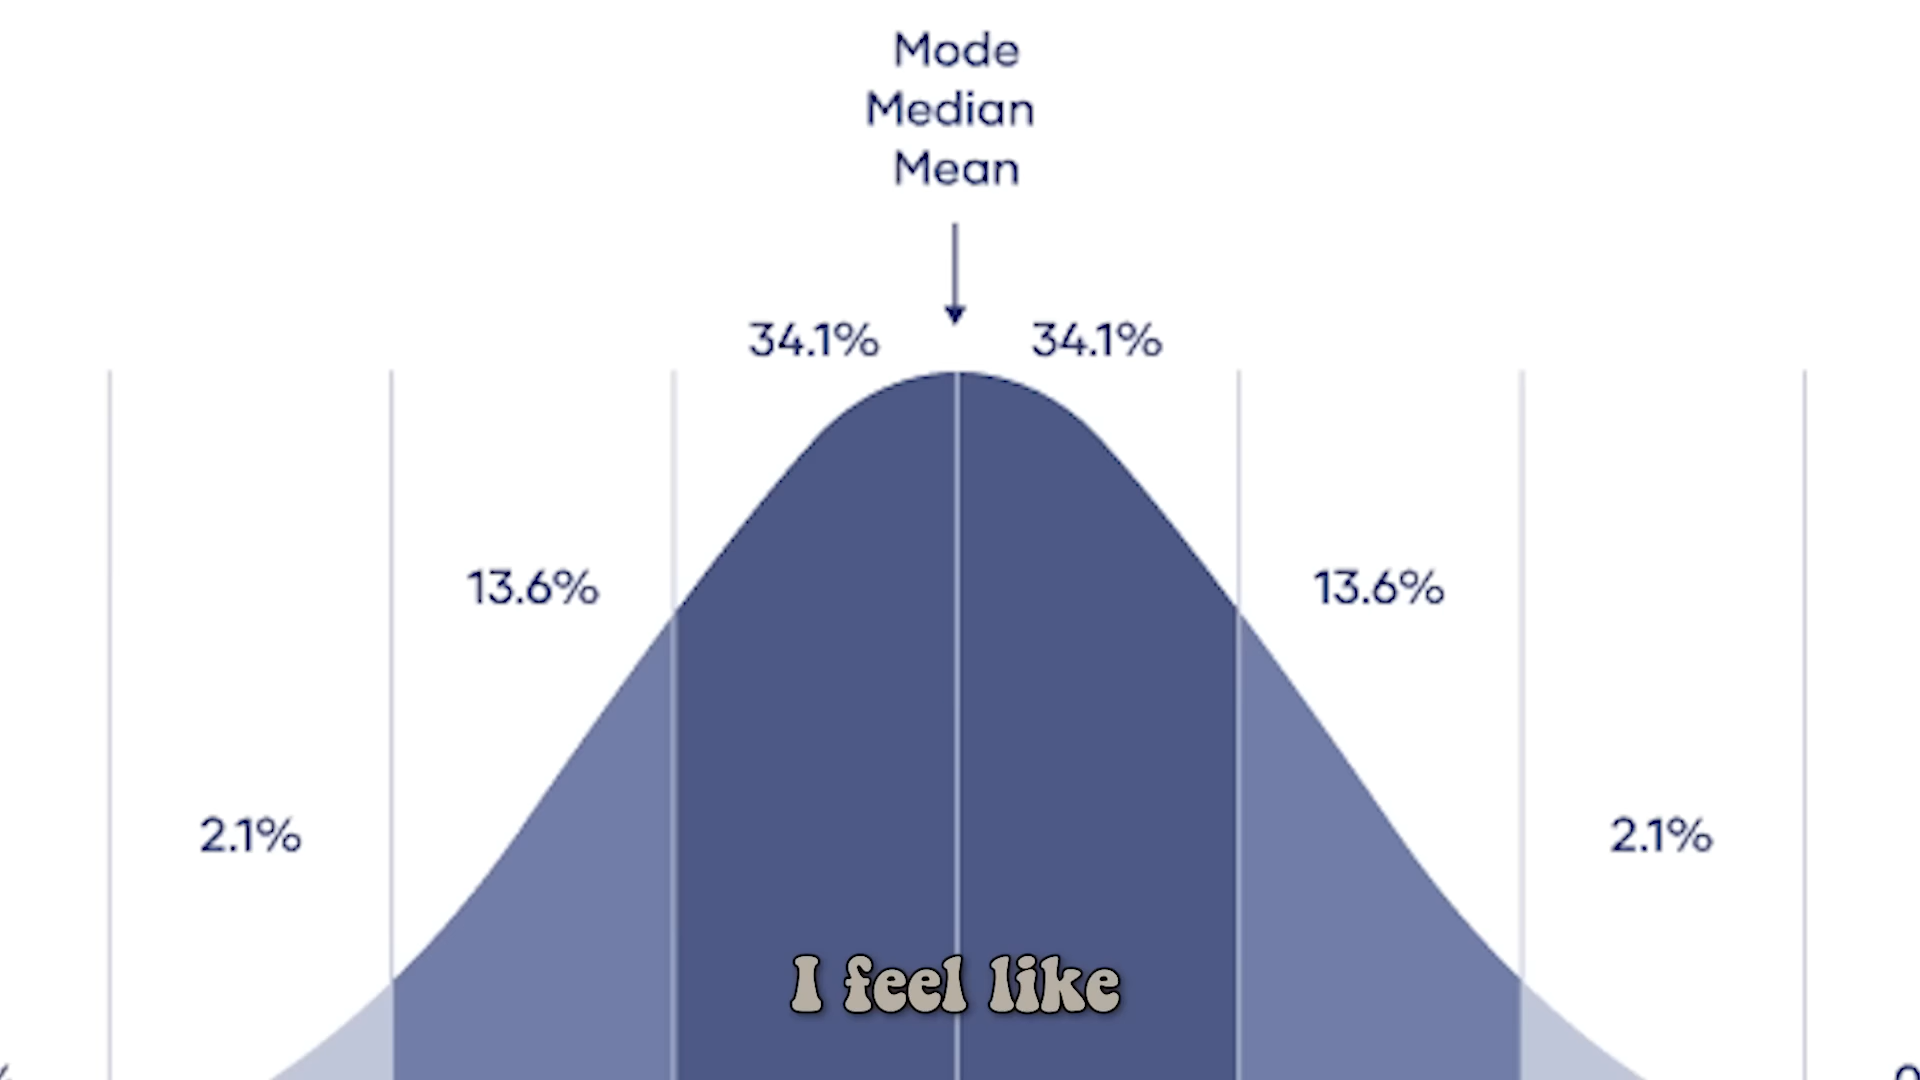 Mode
Median
Mean
34.1% 34.1%
13.6% 13.6%
2.1% 2.1%
I feel like